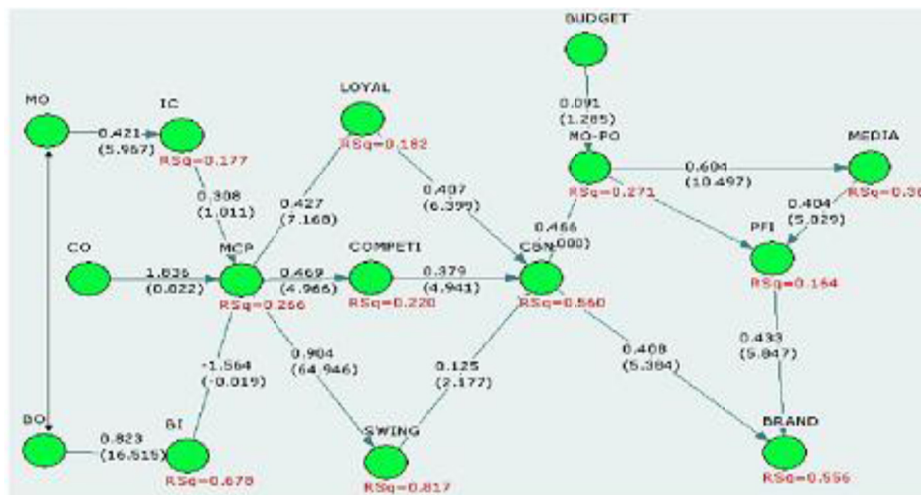 BUDGET
0.091
(1.285)
MO-PO
RSq=0.271
LOYAL
RSq=0.182
MO
0.421
(5.967)
IC
RSq=0.177
0.604
(10.497)
MEDIA
0.404
(5.029)
0.308
(1.011)
0.427
(7.168)
0.407
(6.399)
0.466
PFI
RSq=0.164
CO
1.836
(0.022)
MCP
RSq=0.266
0.469
(4.966)
COMPETI
RSq=0.220
0.379
(4.941)
CBN
RSq=0.560
-1.564
(-0.019)
0.904
(64.946)
0.125
(2.177)
0.408
(5.384)
0.433
(5.847)
BO
0.823
(16.515)
BI
RSq=0.678
SWING
RSq=0.817
BRAND
RSq=0.556